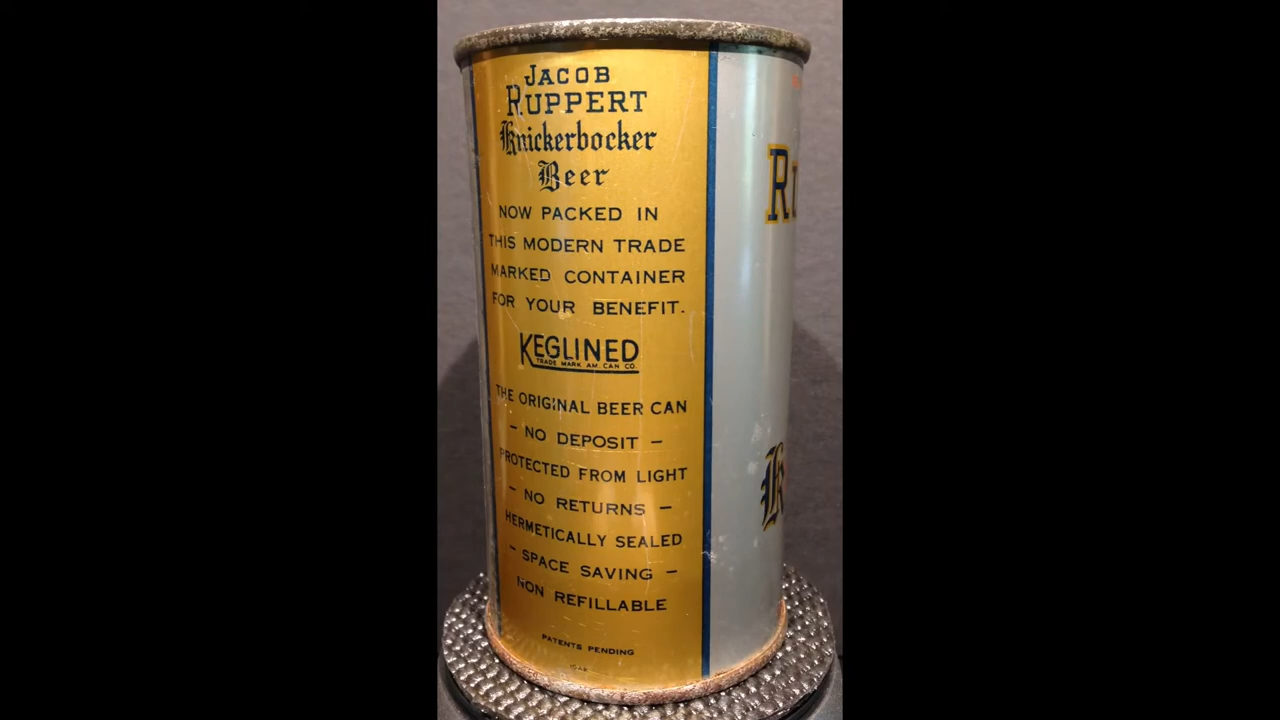 JACOB
RUPPERT
Knickerbocker
Beer
NOW PACKED IN
THIS MODERN TRADE
MARKED CONTAINER
FOR YOUR BENEFIT.
KEGLINED
TRADE MARK AM. CAN CO.
THE ORIGINAL BEER CAN
– NO DEPOSIT –
PROTECTED FROM LIGHT
– NO RETURNS –
HERMETICALLY SEALED
– SPACE SAVING –
NON REFILLABLE
PATENTS PENDING
Ru
K